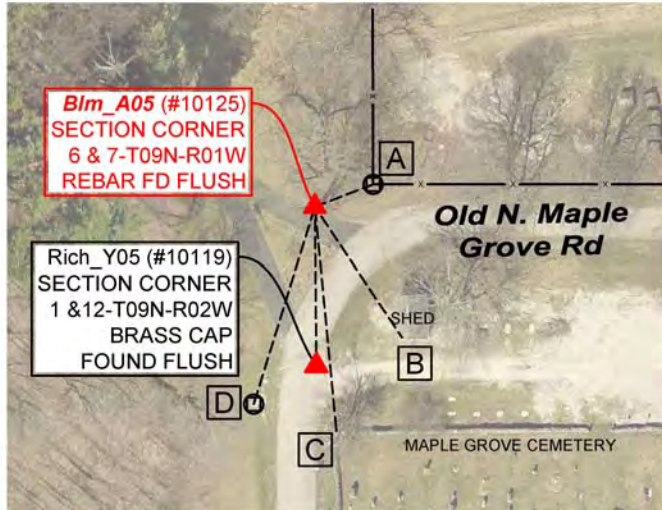 Blm_A05 (#10125)
SECTION CORNER
6 & 7-T09N-R01W
REBAR FD FLUSH
A
Old N. Maple
Grove Rd
Rich_Y05 (#10119)
SECTION CORNER
1 &12-T09N-R02W
BRASS CAP
FOUND FLUSH
SHED
B
D
C
MAPLE GROVE CEMETERY